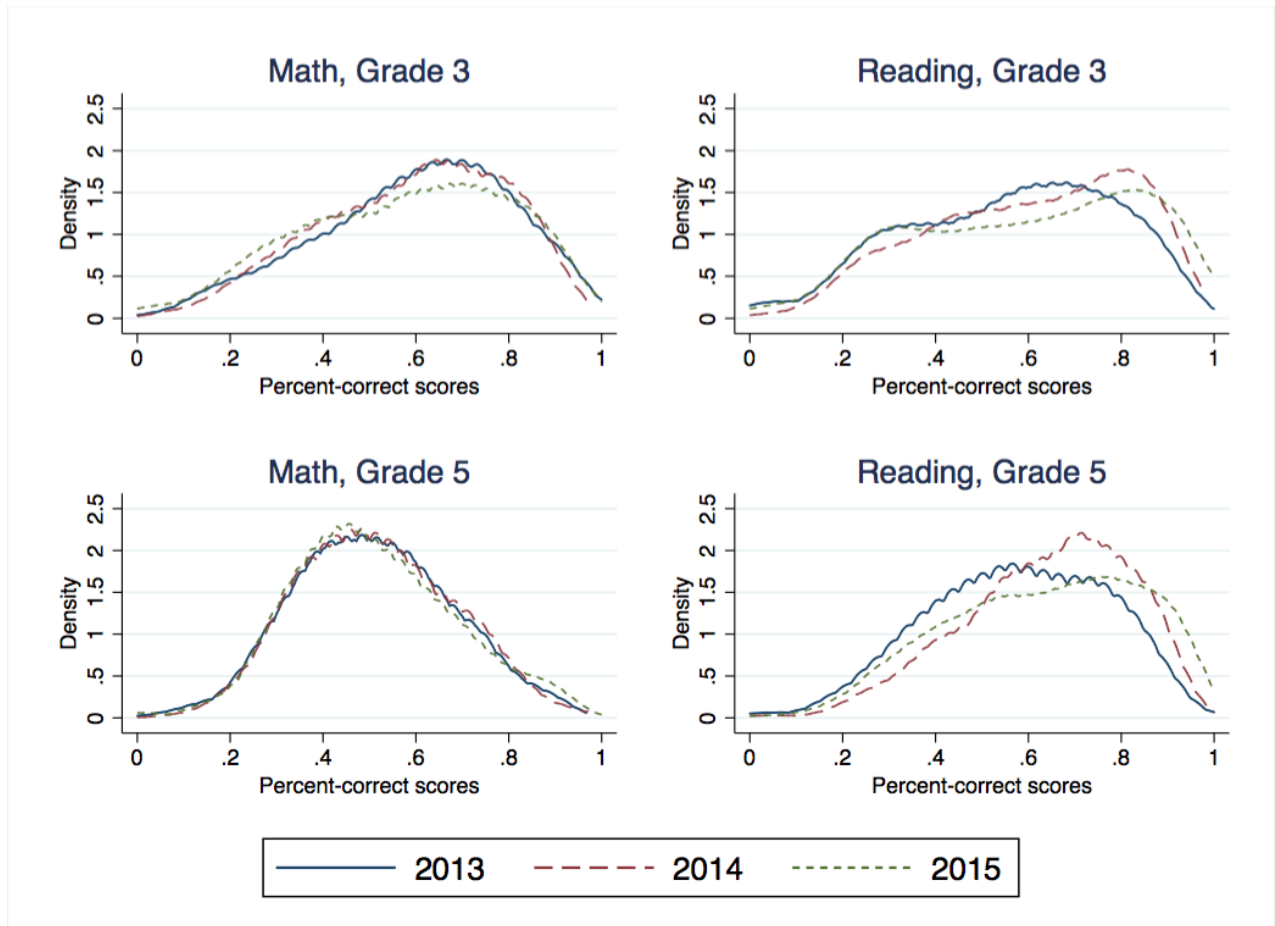 Math, Grade 3
Density
0 .5 1 1.5 2 2.5
0 .2 .4 .6 .8 1
Percent-correct scores
Reading, Grade 3
Density
0 .5 1 1.5 2 2.5
0 .2 .4 .6 .8 1
Percent-correct scores
Math, Grade 5
Density
0 .5 1 1.5 2 2.5
0 .2 .4 .6 .8 1
Percent-correct scores
Reading, Grade 5
Density
0 .5 1 1.5 2 2.5
0 .2 .4 .6 .8 1
Percent-correct scores
2013 2014 2015